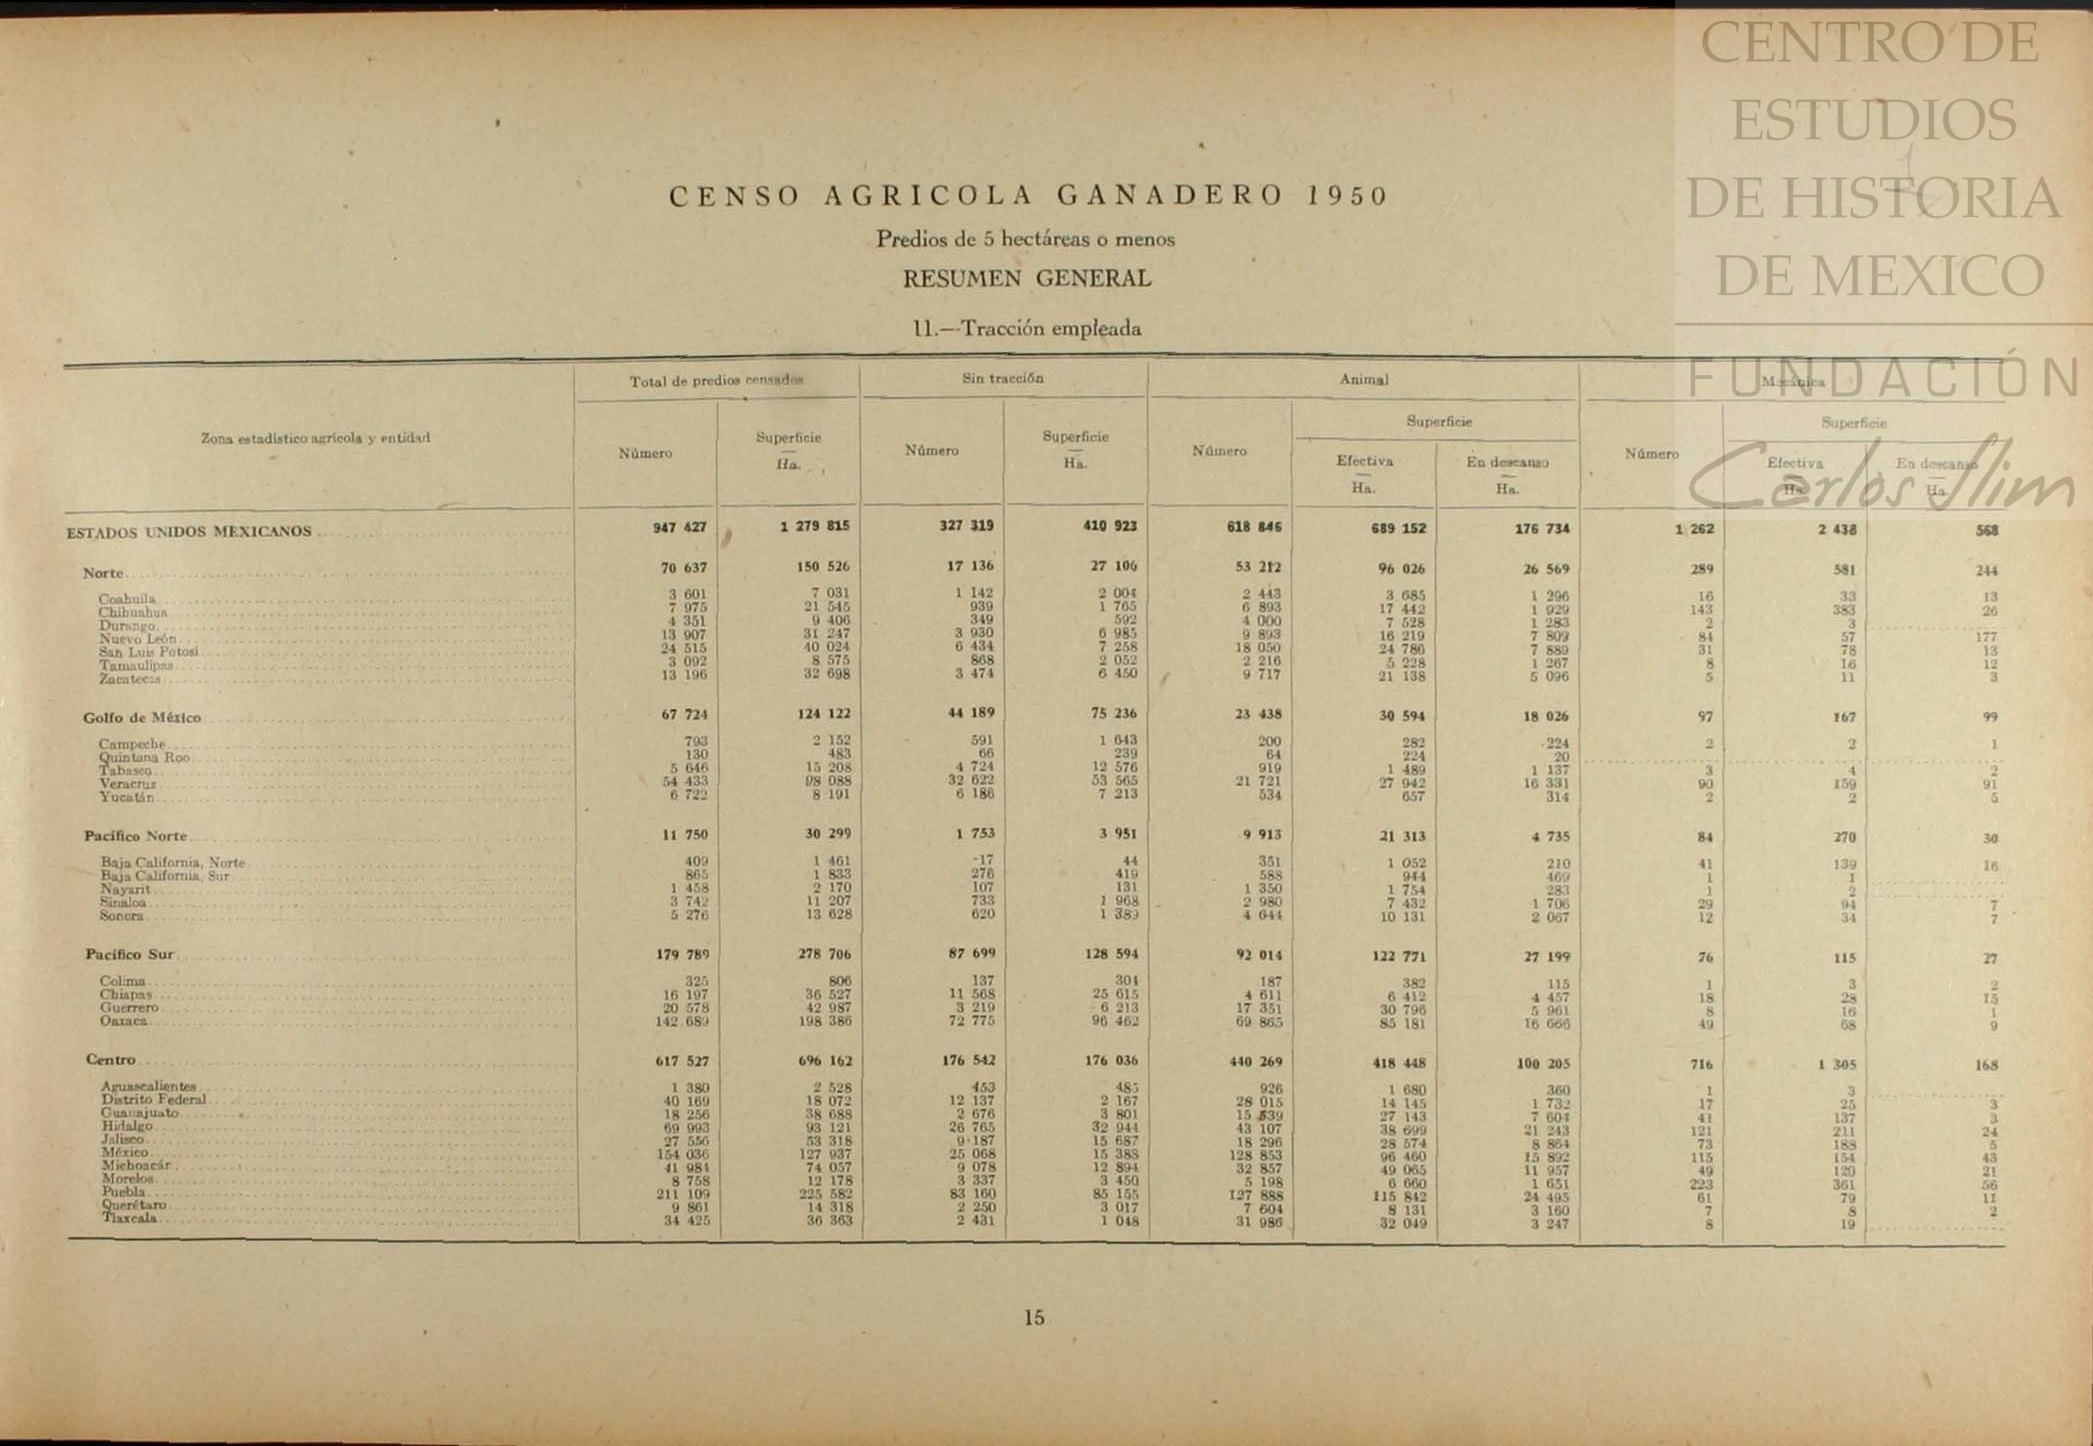 CENTRO DE
ESTUDIOS
DE HISTORIA
DE MEXICO
FUNDACIÓN
Carlos Slim
CENSO AGRICOLA GANADERO 1950
Predios de 5 hectáreas o menos
RESUMEN GENERAL
11.—Tracción empleada
Total de predios censados Sin tracción Animal Mecánica
Zona estadístico agrícola y entidad Número Superficie Ha. Número Superficie Ha. Número Superficie Número Superficie
Efectiva Ha. En descanso Ha. Efectiva Ha. En descanso Ha.
ESTADOS UNIDOS MEXICANOS 947 427 1 279 815 327 319 410 923 618 846 689 152 176 734 1 262 2 438 568
Norte 70 637 150 526 17 136 27 106 53 212 96 026 26 569 289 581 244
Coahuila 3 601 7 031 1 142 2 004 2 443 3 685 1 296 16 33 13
Chihuahua 7 975 21 545 939 1 765 6 893 17 442 1 929 143 383 26
Durango 4 351 9 406 349 592 4 000 7 528 1 283 2 3
Nuevo León 13 907 31 247 3 930 6 985 9 893 16 219 7 809 84 57 177
San Luis Potosí 24 515 40 024 6 434 7 258 18 050 24 786 7 889 31 78 13
Tamaulipas 3 092 8 575 868 2 052 2 216 5 228 1 267 8 16 12
Zacatecas 13 196 32 698 3 474 6 450 9 717 21 138 5 096 5 11 3
Golfo de México 67 724 124 122 44 189 75 236 23 438 30 594 18 026 97 167 99
Campeche 793 2 152 591 1 643 200 282 224 2 2 1
Quintana Roo 130 483 66 239 64 224 20
Tabasco 5 646 15 208 4 724 12 576 919 1 489 1 137 3 4 2
Veracruz 54 433 98 088 32 622 53 565 21 721 27 942 16 331 90 159 91
Yucatán 6 722 8 191 6 186 7 213 534 657 314 2 2 5
Pacífico Norte 11 750 30 299 1 753 3 951 9 913 21 313 4 735 84 270 30
Baja California, Norte 409 1 461 17 44 351 1 052 210 41 139 16
Baja California, Sur 865 1 833 276 419 588 944 469 1 1
Nayarit 1 458 2 170 107 131 1 350 1 754 283 1 2
Sinaloa 3 742 11 207 733 1 968 2 980 7 432 1 706 29 94 7
Sonora 5 276 13 628 620 1 389 4 644 10 131 2 067 12 34 7
Pacífico Sur 179 789 278 706 87 699 128 594 92 014 122 771 27 199 76 115 27
Colima 325 806 137 304 187 382 115 1 3 2
Chiapas 16 197 36 527 11 568 25 615 4 611 6 412 4 457 18 28 15
Guerrero 20 578 42 987 3 219 6 213 17 351 30 796 5 961 8 16 1
Oaxaca 142 689 198 386 72 775 96 462 69 865 85 181 16 666 49 68 9
Centro 617 527 696 162 176 542 176 036 440 269 418 448 100 205 716 1 305 168
Aguascalientes 1 380 2 528 453 485 926 1 680 360 1 3
Distrito Federal 40 169 18 072 12 137 2 167 28 015 14 145 1 732 17 25 3
Guanajuato 18 256 38 688 2 676 3 801 15 539 27 143 7 604 41 137 3
Hidalgo 69 993 93 121 26 765 32 944 43 107 38 699 21 243 121 211 24
Jalisco 27 556 53 318 9 187 15 687 18 296 28 574 8 864 73 188 5
México 154 036 127 937 25 068 15 388 128 853 96 460 15 892 115 154 43
Michoacán 41 984 74 057 9 078 12 894 32 857 49 065 11 957 49 120 21
Morelos 8 758 12 178 3 337 3 450 5 198 6 660 1 651 223 361 56
Puebla 211 109 225 582 83 160 85 155 127 888 115 842 24 495 61 79 11
Querétaro 9 861 14 318 2 250 3 017 7 604 8 131 3 160 7 8 2
Tlaxcala 34 425 36 363 2 431 1 048 31 986 32 049 3 247 8 19
15